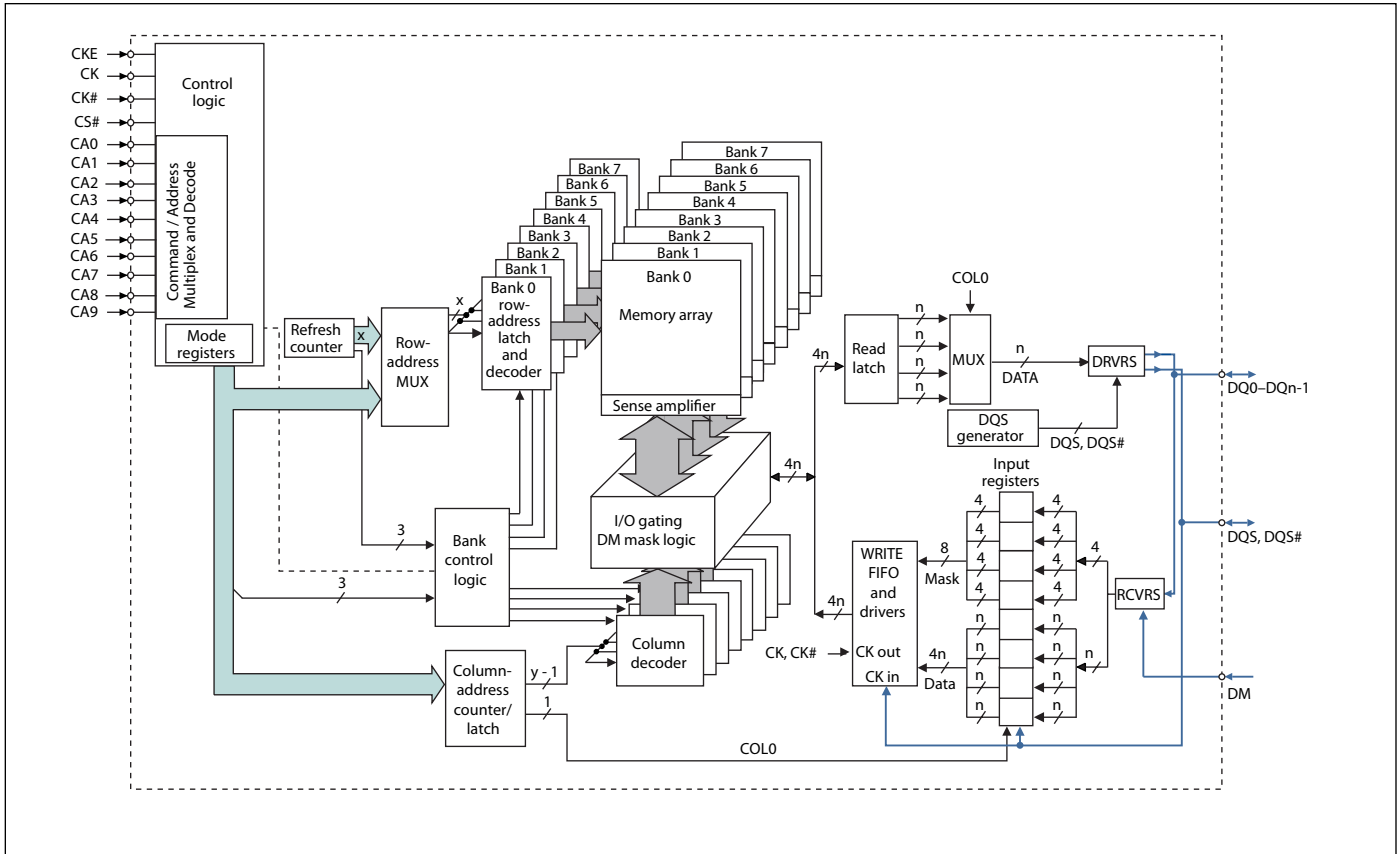 CKE
CK
CK#
CS#
CA0
CA1
CA2
CA3
CA4
CA5
CA6
CA7
CA8
CA9
Control
logic
Command / Address
Multiplex and Decode
Mode
registers
Refresh
counter
x
Row-
address
MUX
x
Bank 7
Bank 6
Bank 5
Bank 4
Bank 3
Bank 2
Bank 1
Bank 0
row-
address
latch
and
decoder
Bank 7
Bank 6
Bank 5
Bank 4
Bank 3
Bank 2
Bank 1
Bank 0
Memory array
Sense amplifier
3
3
Bank
control
logic
I/O gating
DM mask logic
Column
decoder
Column-
address
counter/
latch
y - 1
1
COL0
4n
4n
4n
Read
latch
n
n
n
n
COL0
MUX
n
DATA
DRVRS
DQS
generator
DQS, DQS#
DQ0–DQn-1
DQS, DQS#
DM
Input
registers
4
4
4
4
4
4
4
4
4
n
n
n
n
n
n
n
n
n
RCVRS
8
Mask
4n
Data
WRITE
FIFO
and
drivers
CK out
CK in
CK, CK#